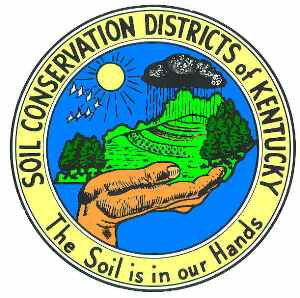 SOIL CONSERVATION DISTRICTS of KENTUCKY
The Soil is in our Hands